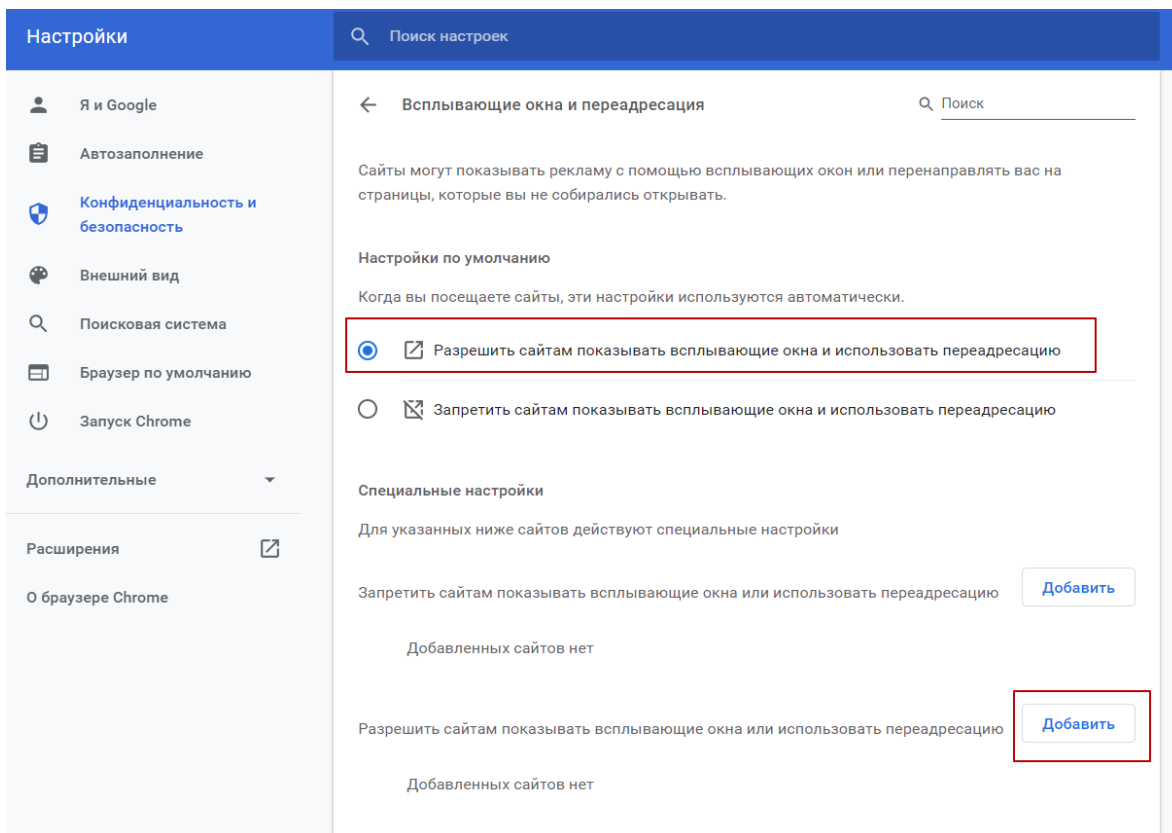 Настройки
Поиск настроек
Я и Google
Автозаполнение
Конфиденциальность и
безопасность
Внешний вид
Поисковая система
Браузер по умолчанию
Запуск Chrome
Дополнительные
Расширения
О браузере Chrome
Всплывающие окна и переадресация
Поиск
Сайты могут показывать рекламу с помощью всплывающих окон или перенаправлять вас на
страницы, которые вы не собирались открывать.
Настройки по умолчанию
Когда вы посещаете сайты, эти настройки используются автоматически.
Разрешить сайтам показывать всплывающие окна и использовать переадресацию
Запретить сайтам показывать всплывающие окна и использовать переадресацию
Специальные настройки
Для указанных ниже сайтов действуют специальные настройки
Запретить сайтам показывать всплывающие окна или использовать переадресацию
Добавить
Добавленных сайтов нет
Разрешить сайтам показывать всплывающие окна или использовать переадресацию
Добавить
Добавленных сайтов нет